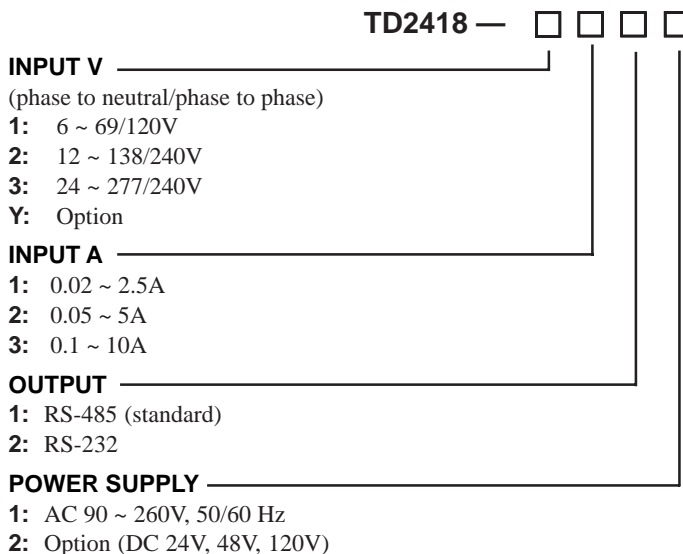 TD2418 —
INPUT V
(phase to neutral/phase to phase)
1: 6 ~ 69/120V
2: 12 ~ 138/240V
3: 24 ~ 277/240V
Y: Option
INPUT A
1: 0.02 ~ 2.5A
2: 0.05 ~ 5A
3: 0.1 ~ 10A
OUTPUT
1: RS-485 (standard)
2: RS-232
POWER SUPPLY
1: AC 90 ~ 260V, 50/60 Hz
2: Option (DC 24V, 48V, 120V)